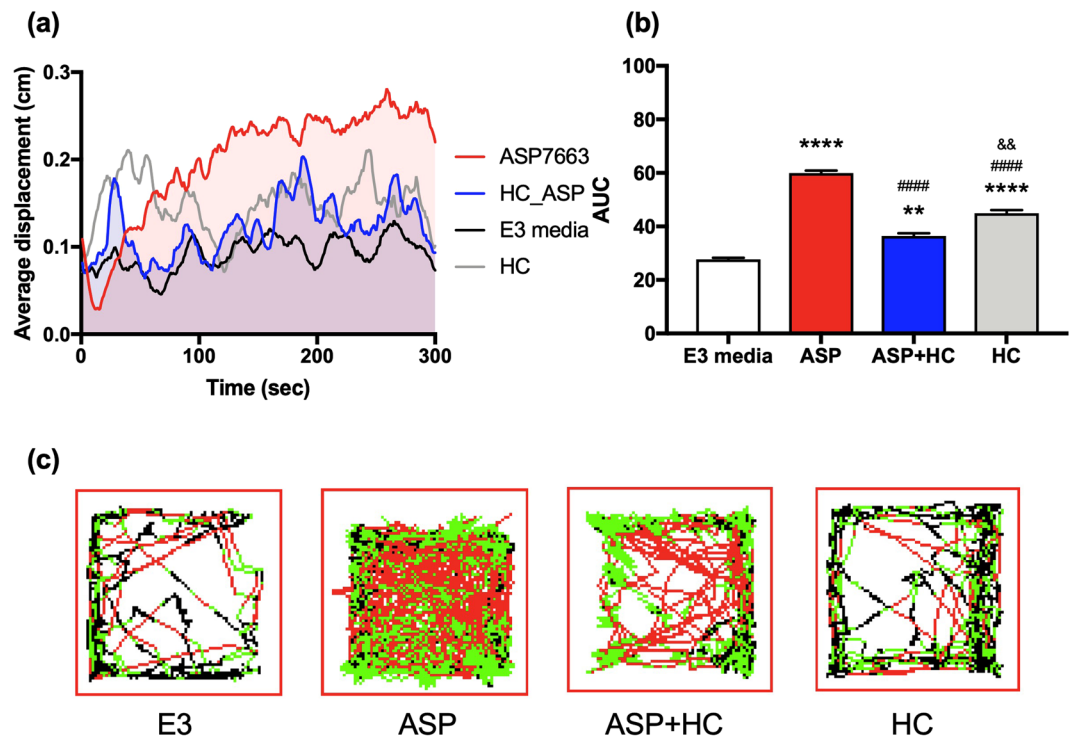 (a)
Average displacement (cm)
0.3
0.2
0.1
0.0
0
100
200
300
Time (sec)
ASP7663
HC_ASP
E3 media
HC
(b)
AUC
100
80
60
40
20
0
****
####
**
&&
####
****
E3 media
ASP
ASP+HC
HC
(c)
E3
ASP
ASP+HC
HC